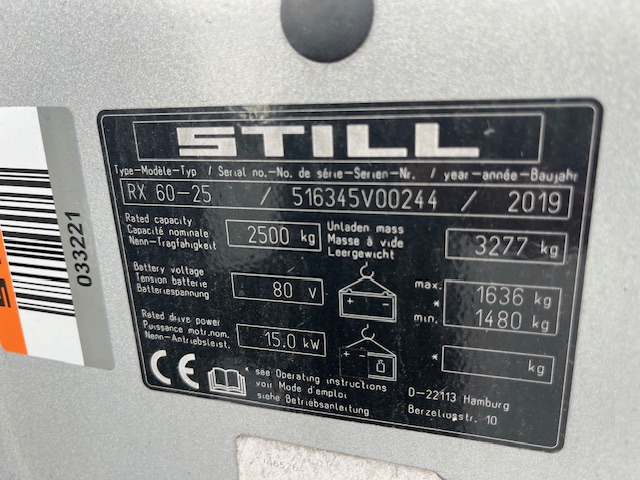 STILL
Type-Modèle-Typ / Serial no.-No. de série-Serien-Nr. / year-année-Baujahr
RX 60-25 / 516345V00244 / 2019
Rated capacity
Capacité nominale
Nenn-Tragfähigkeit
2500 kg
Unladen mass
Masse à vide
Leergewicht
3277 kg
Battery voltage
Tension batterie
Batteriespannung
80 V
max.
*
min.
1636 kg
1480 kg
Rated drive power
Puissance motr.nom.
Nenn-Antriebsleist.
15.0 kW
*
kg
CE
* see Operating instructions
voir Mode d'emploi
siehe Betriebsanleitung
D-22113 Hamburg
Berzeliusstr. 10
033221